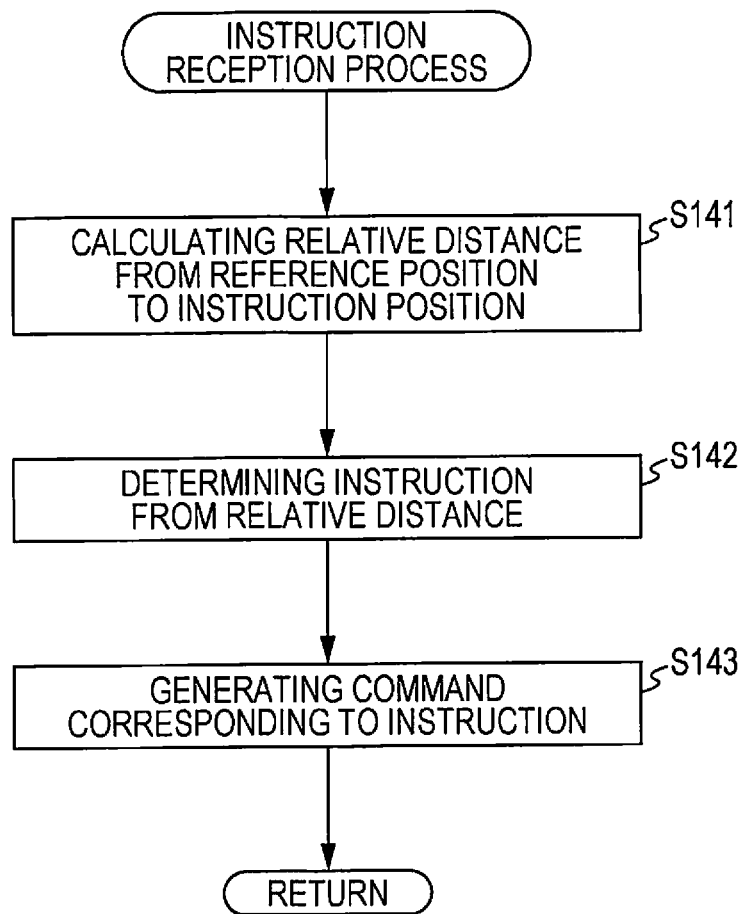 INSTRUCTION
RECEPTION PROCESS
S141
CALCULATING RELATIVE DISTANCE
FROM REFERENCE POSITION
TO INSTRUCTION POSITION
S142
DETERMINING INSTRUCTION
FROM RELATIVE DISTANCE
S143
GENERATING COMMAND
CORRESPONDING TO INSTRUCTION
RETURN